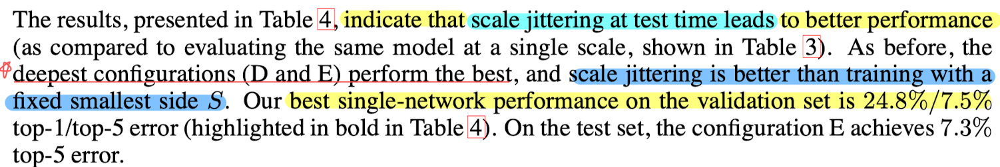 The results, presented in Table 4, indicate that scale jittering at test time leads to better performance
(as compared to evaluating the same model at a single scale, shown in Table 3). As before, the
deepest configurations (D and E) perform the best, and scale jittering is better than training with a
fixed smallest side S. Our best single-network performance on the validation set is 24.8%/7.5%
top-1/top-5 error (highlighted in bold in Table 4). On the test set, the configuration E achieves 7.3%
top-5 error.